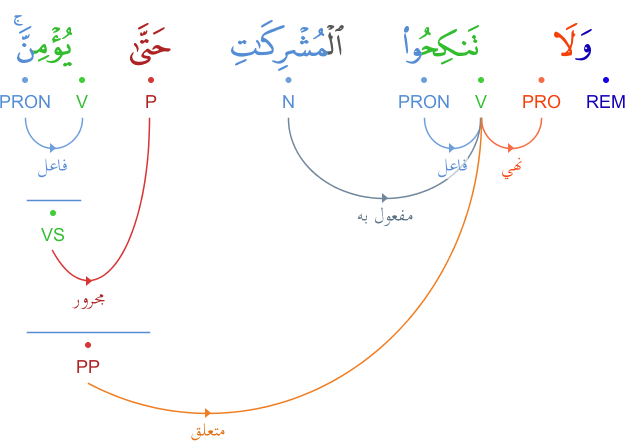 وَلَا تَنكِحُوا۟ ٱلْمُشْرِكَـٰتِ حَتَّىٰ يُؤْمِنَّ ۚ
REM PRO V PRON N P V PRON
نهي فاعل فاعل
مفعول به
VS
مجرور
PP
متعلق